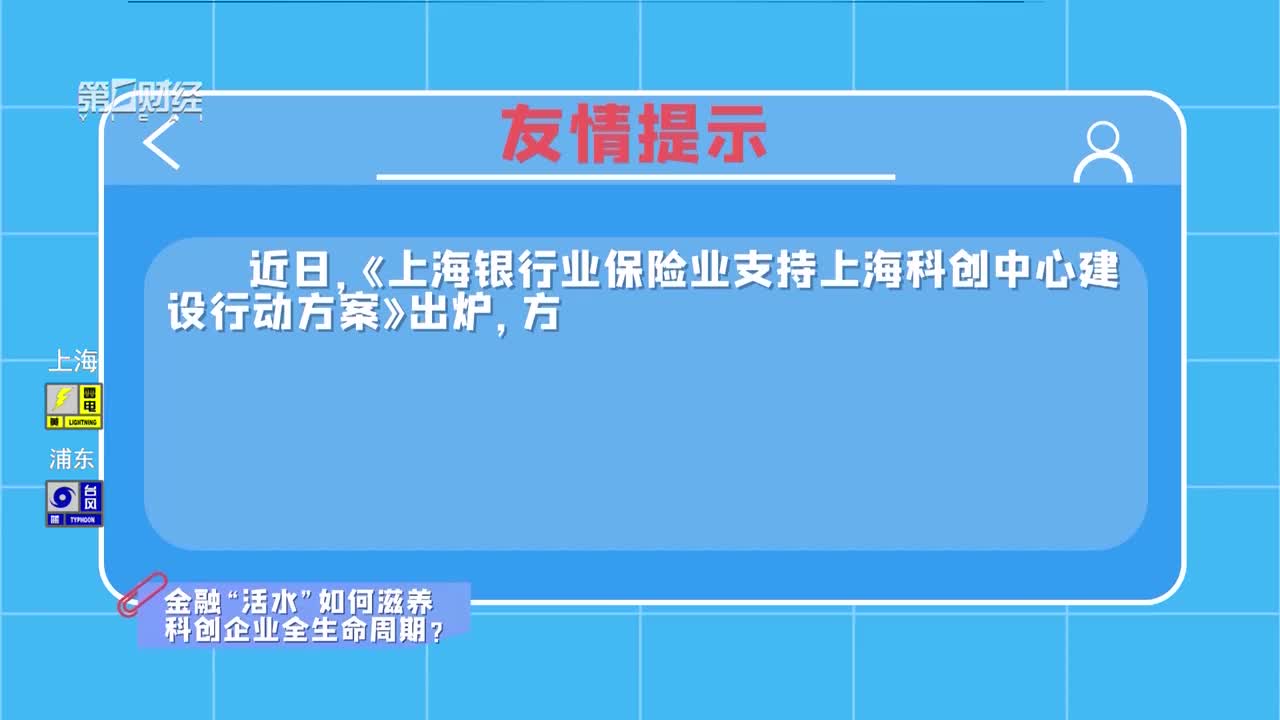 第一财经
YICAI
友情提示
近日,《上海银行业保险业支持上海科创中心建
设行动方案》出炉, 方
上海
雷电
黄 LIGHTNING
浦东
台风
蓝 TYPHOON
金融“活水”如何滋养
科创企业全生命周期?